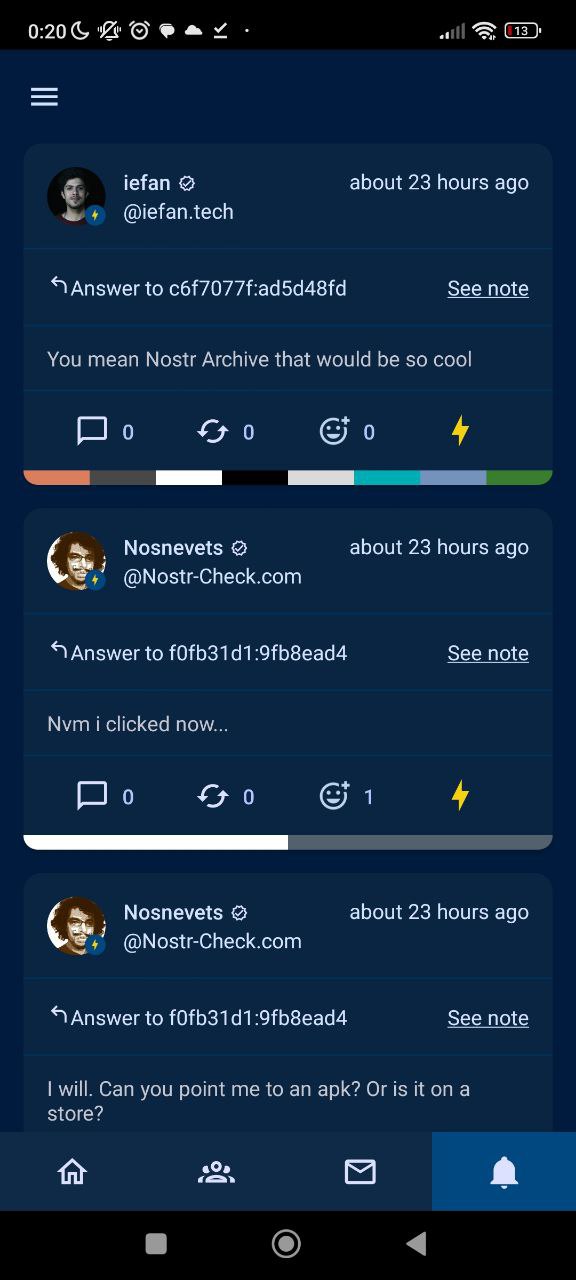 0:20
13
iefan
about 23 hours ago
@iefan.tech
Answer to c6f7077f:ad5d48fd
See note
You mean Nostr Archive that would be so cool
0 0 0
Nosnevets
about 23 hours ago
@Nostr-Check.com
Answer to f0fb31d1:9fb8ead4
See note
Nvm i clicked now...
0 0 1
Nosnevets
about 23 hours ago
@Nostr-Check.com
Answer to f0fb31d1:9fb8ead4
See note
I will. Can you point me to an apk? Or is it on a
store?